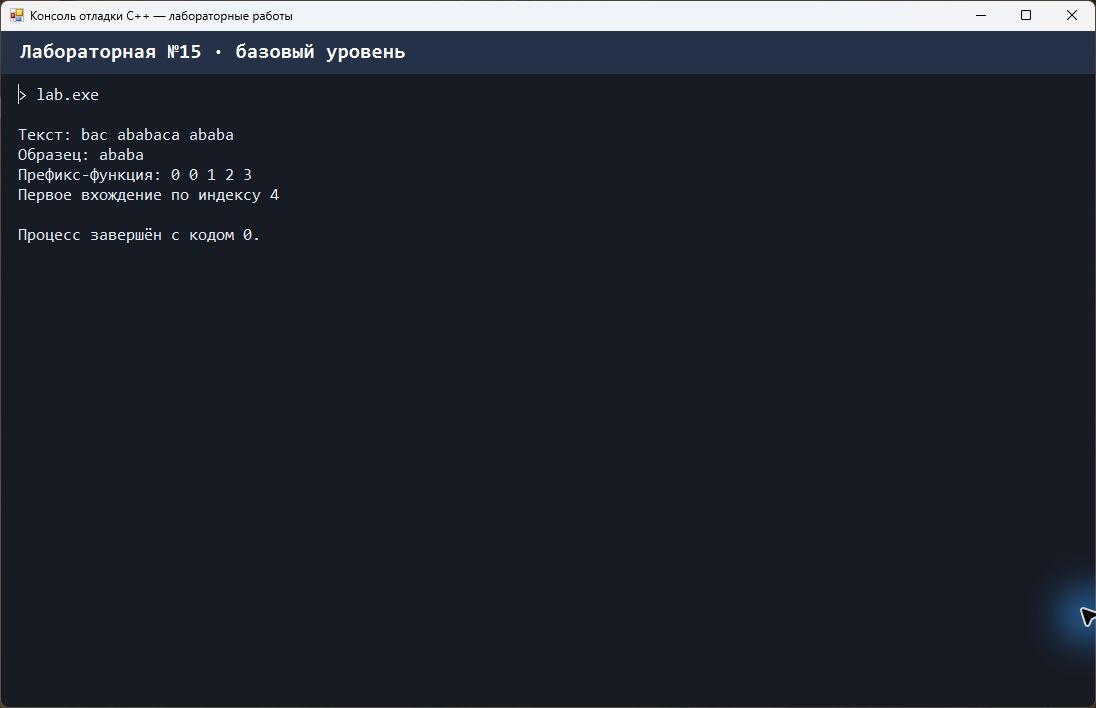 Консоль отладки C++ — лабораторные работы
Лабораторная №15 · базовый уровень
> lab.exe
Текст: bac ababaca ababa
Образец: ababa
Префикс-функция: 0 0 1 2 3
Первое вхождение по индексу 4
Процесс завершён с кодом 0.